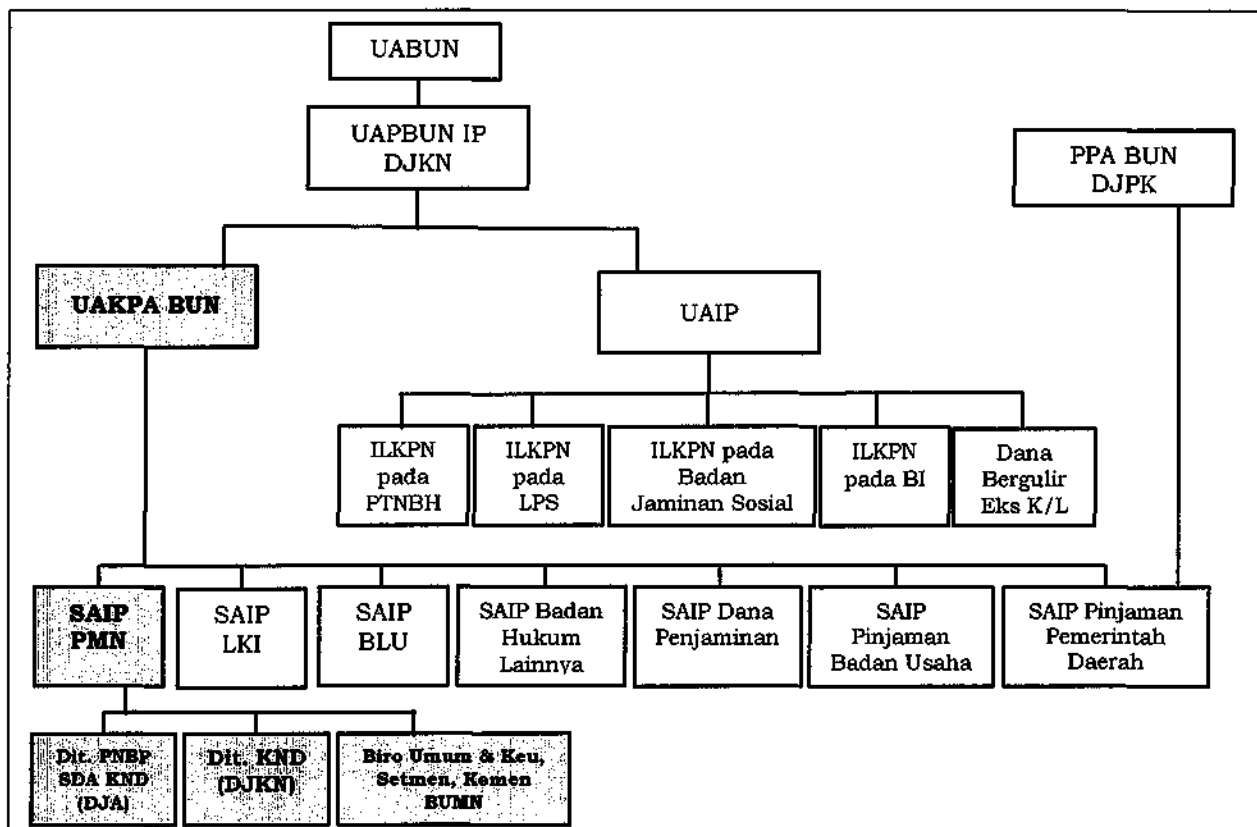 UABUN
UAPBUN IP
DJKN
PPA BUN
DJPK
UAKPA BUN
UAIP
ILKPN
pada
PTNBH
ILKPN
pada
LPS
ILKPN pada
Badan
Jaminan Sosial
ILKPN
pada BI
Dana
Bergulir
Eks K/L
SAIP
PMN
SAIP
LKI
SAIP
BLU
SAIP Badan
Hukum
Lainnya
SAIP Dana
Penjaminan
SAIP
Pinjaman
Badan Usaha
SAIP Pinjaman
Pemerintah
Daerah
Dit. PNBP
SDA KND
(DJA)
Dit. KND
(DJKN)
Biro Umum & Keu,
Setmen, Kemen
BUMN